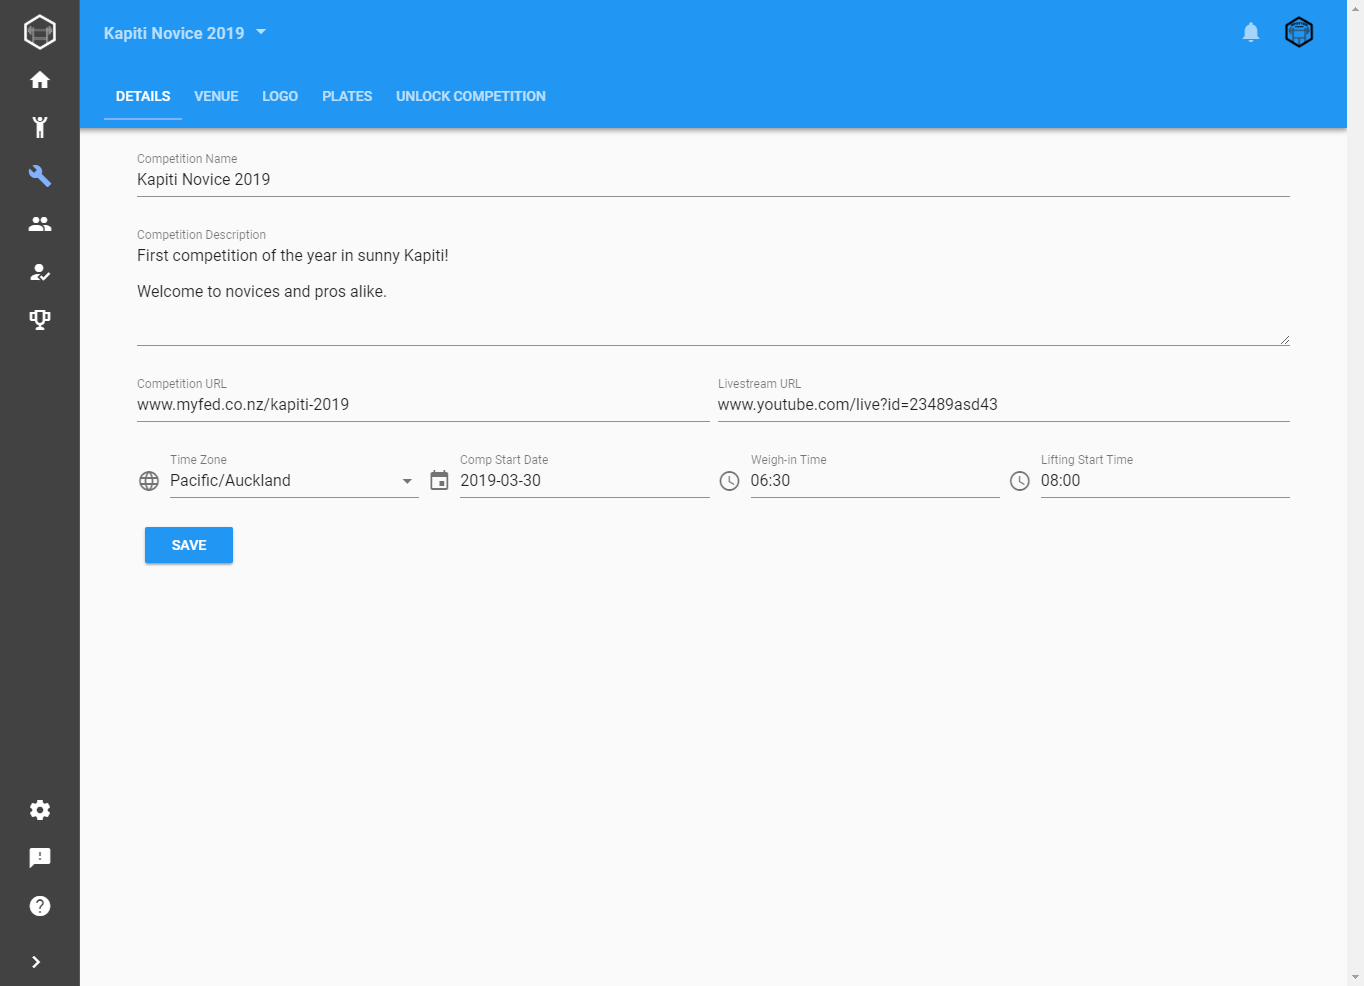 Kapiti Novice 2019
DETAILS VENUE LOGO PLATES UNLOCK COMPETITION
Competition Name
Kapiti Novice 2019
Competition Description
First competition of the year in sunny Kapiti!
Welcome to novices and pros alike.
Competition URL
www.myfed.co.nz/kapiti-2019
Livestream URL
www.youtube.com/live?id=23489asd43
Time Zone
Pacific/Auckland
Comp Start Date
2019-03-30
Weigh-in Time
06:30
Lifting Start Time
08:00
SAVE